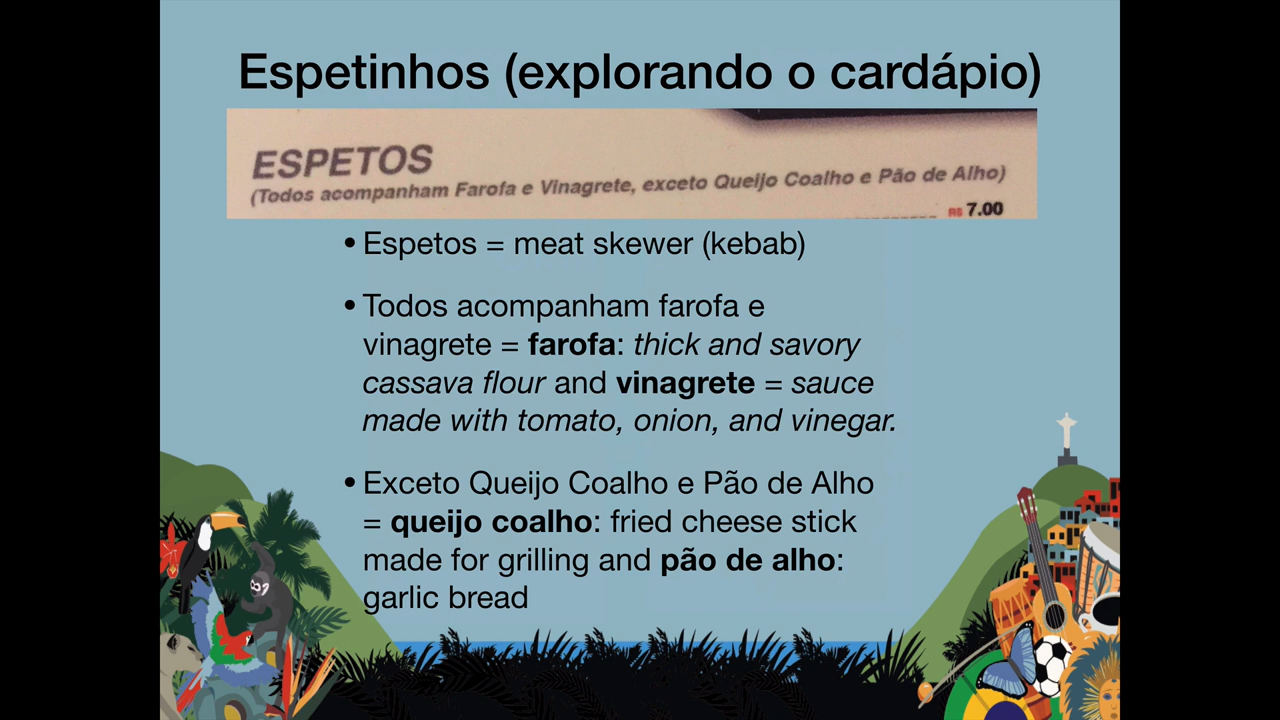 Espetinhos (explorando o cardápio)
ESPETOS
(Todos acompanham Farofa e Vinagrete, exceto Queijo Coalho e Pão de Alho)
R$ 7.00
• Espetos = meat skewer (kebab)
• Todos acompanham farofa e
vinagrete = farofa: thick and savory
cassava flour and vinagrete = sauce
made with tomato, onion, and vinegar.
• Exceto Queijo Coalho e Pão de Alho
= queijo coalho: fried cheese stick
made for grilling and pão de alho:
garlic bread